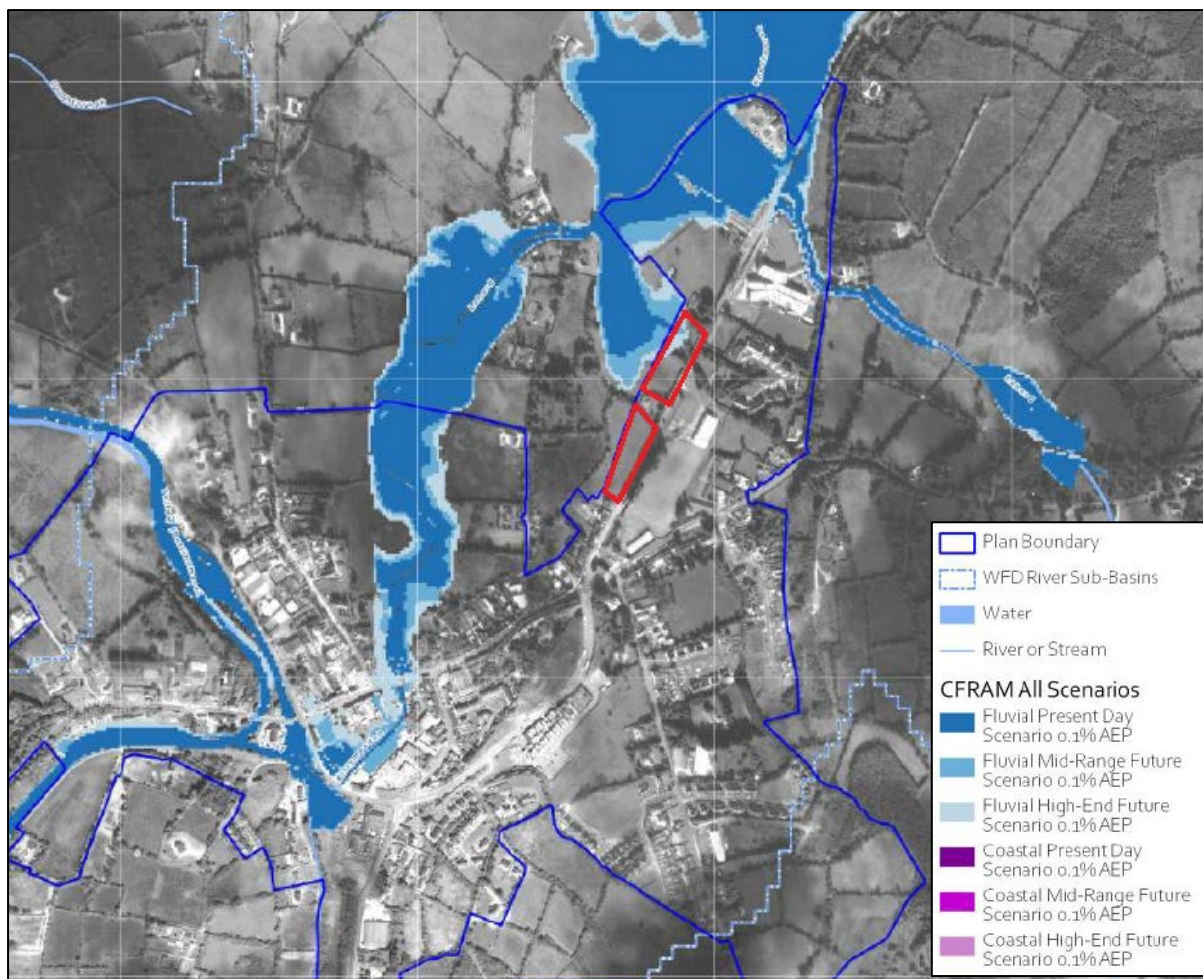 Plan Boundary
WFD River Sub-Basins
Water
River or Stream
CFRAM All Scenarios
Fluvial Present Day
Scenario 0.1% AEP
Fluvial Mid-Range Future
Scenario 0.1% AEP
Fluvial High-End Future
Scenario 0.1% AEP
Coastal Present Day
Scenario 0.1% AEP
Coastal Mid-Range Future
Scenario 0.1% AEP
Coastal High-End Future
Scenario 0.1% AEP